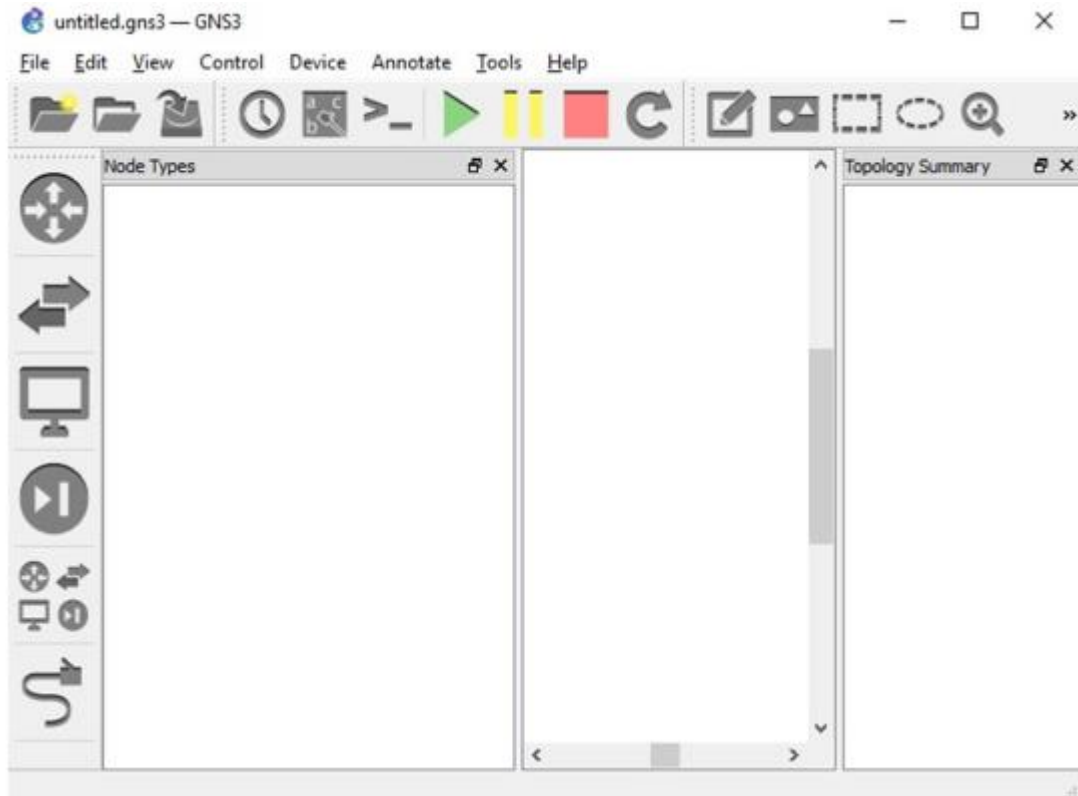 untitled.gns3 — GNS3
File Edit View Control Device Annotate Tools Help
a c
b
>_
»
Node Types
Topology Summary